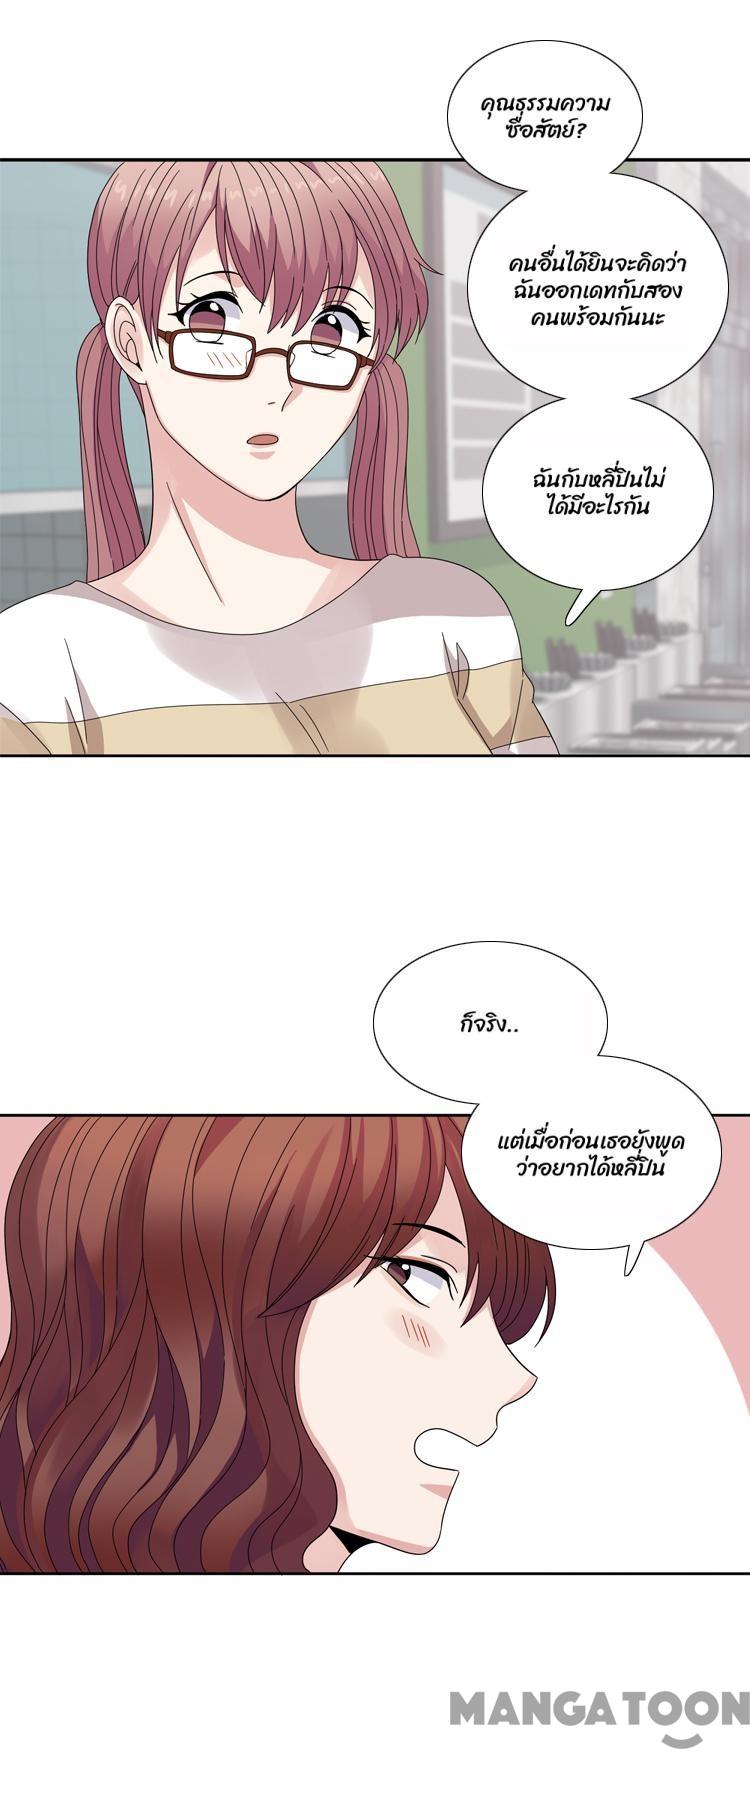 คุณธรรมความ
ซื่อสัตย์?
คนอื่นได้ยินจะคิดว่า
ฉันออกเดทกับสอง
คนพร้อมกันนะ
ฉันกับหลี่ปินไม่
ได้มีอะไรกัน
ก็จริง..
แต่เมื่อก่อนเธอยังพูด
ว่าอยากได้หลี่ปิน
MANGATOON